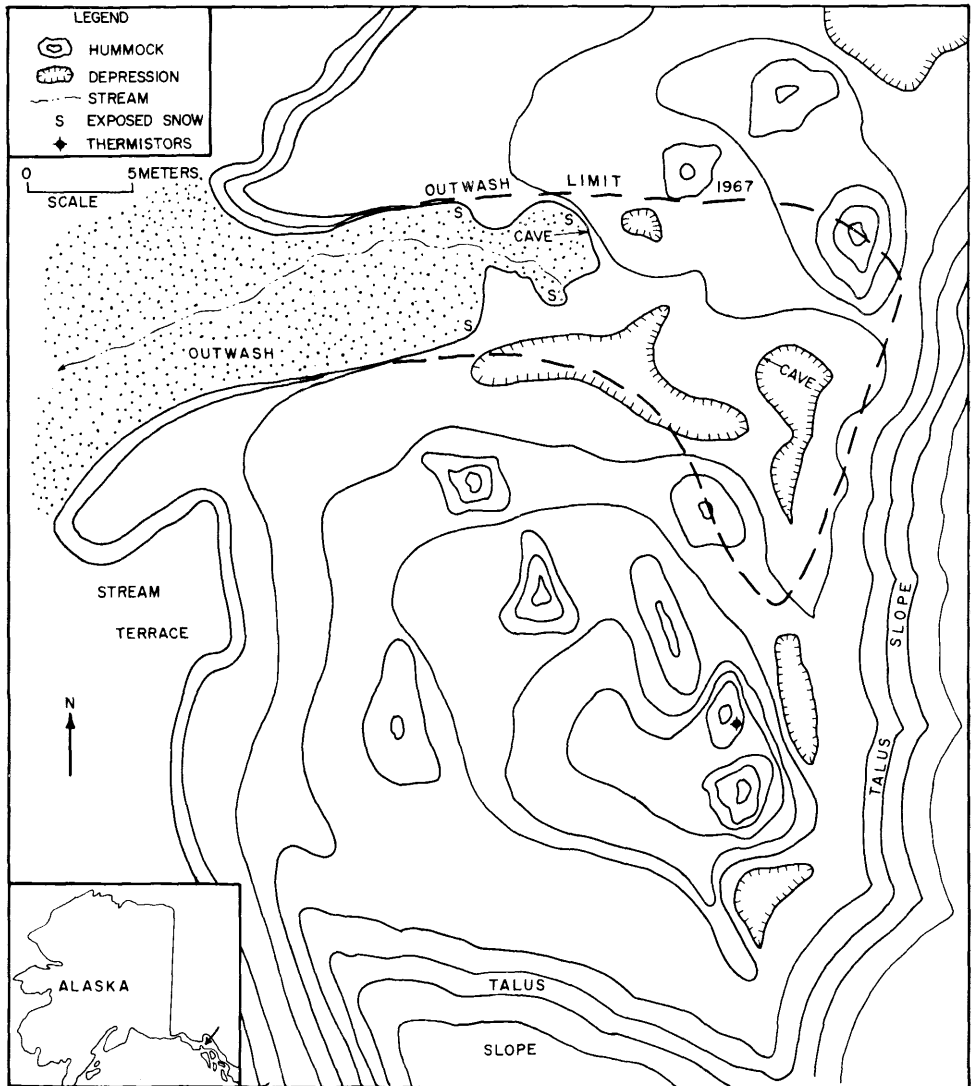 LEGEND
HUMMOCK
DEPRESSION
STREAM
S EXPOSED SNOW
THERMISTORS
0 5 METERS
SCALE
OUTWASH LIMIT 1967
S
S
CAVE
S
S
OUTWASH
CAVE
STREAM
TERRACE
N
TALUS SLOPE
ALASKA
TALUS
SLOPE